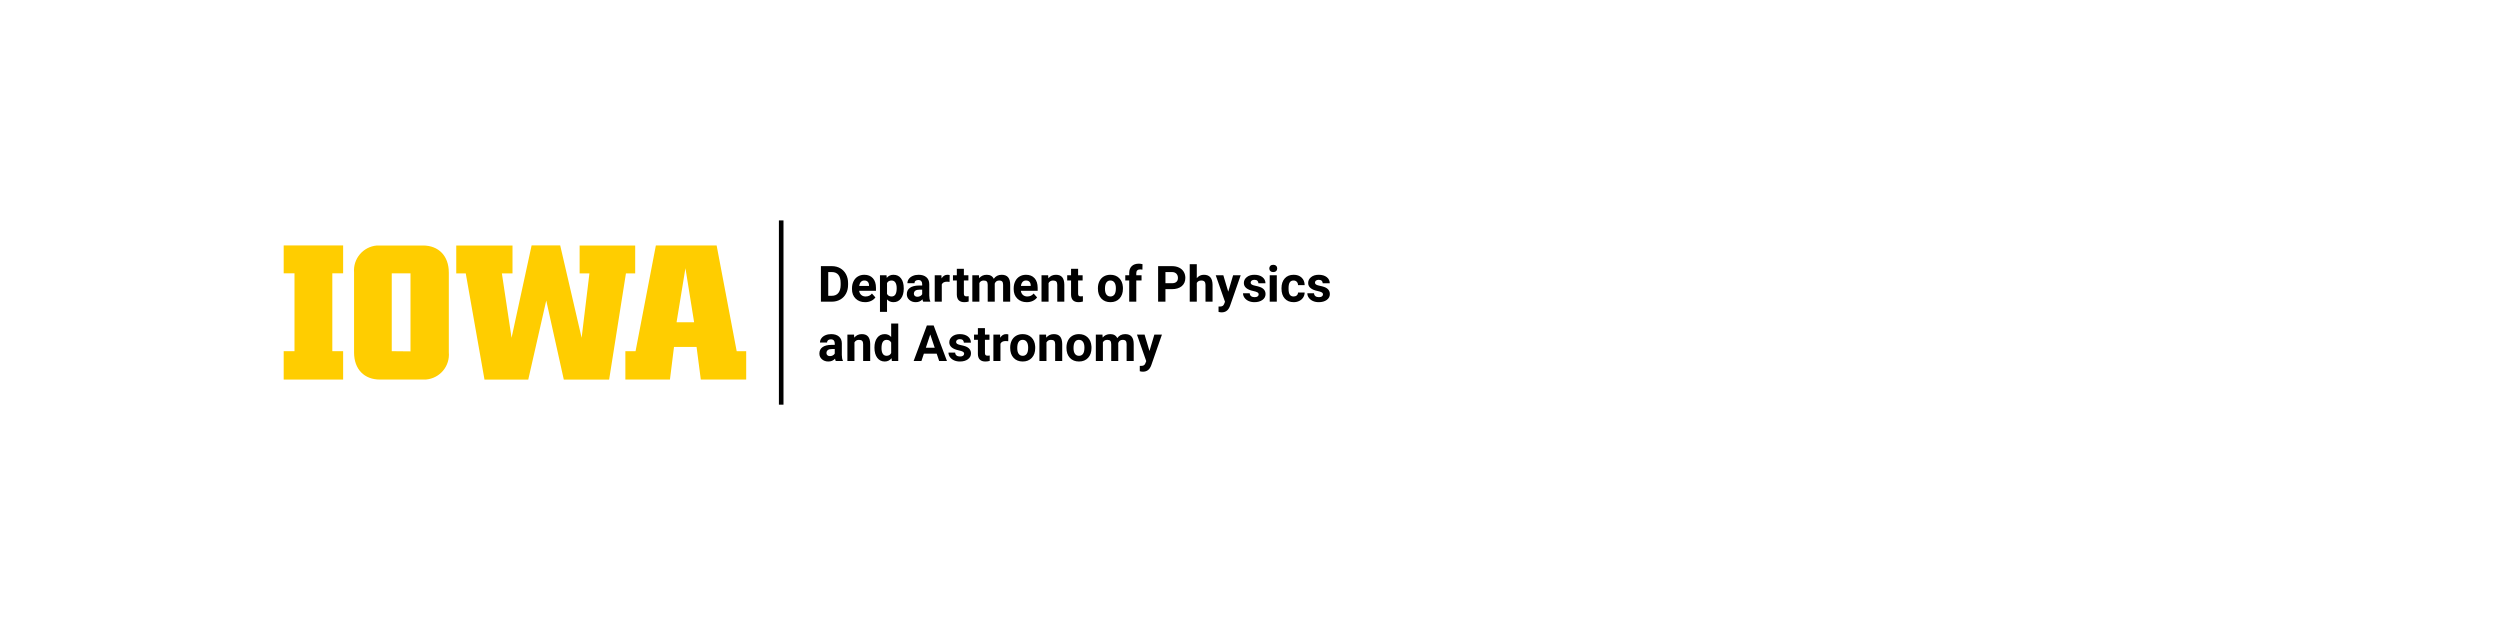 IOWA
Department of Physics
and Astronomy